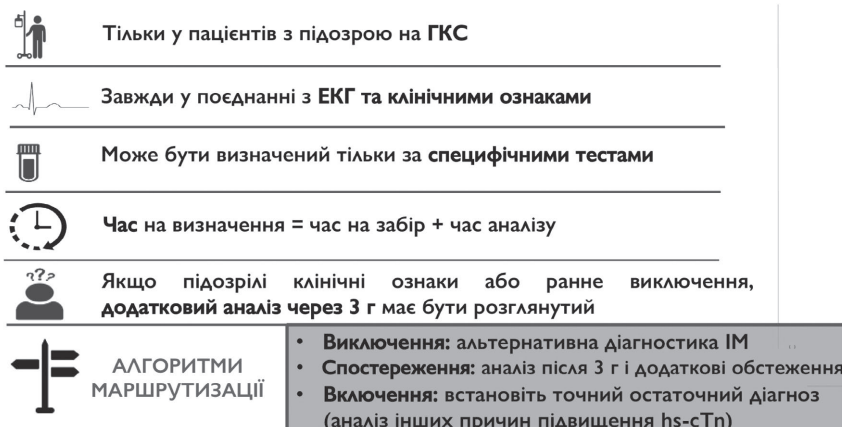 Тільки у пацієнтів з підозрою на ГКС
Завжди у поєднанні з ЕКГ та клінічними ознаками
Може бути визначений тільки за специфічними тестами
Час на визначення = час на забір + час аналізу
???
Якщо підозрілі клінічні ознаки або ранне виключення,
додатковий аналіз через 3 г має бути розглянутий
АЛГОРИТМИ
МАРШРУТИЗАЦІЇ
• Виключення: альтернативна діагностика ІМ
• Спостереження: аналіз після 3 г і додаткові обстеження
• Включення: встановіть точний остаточний діагноз
(аналіз інших причин підвищення hs-cTn)